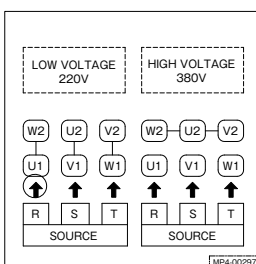 LOW VOLTAGE
220V
HIGH VOLTAGE
380V
W2 U2 V2 W2 U2 V2
U1 V1 W1 U1 V1 W1
R S T R S T
SOURCE SOURCE
MP4-00297